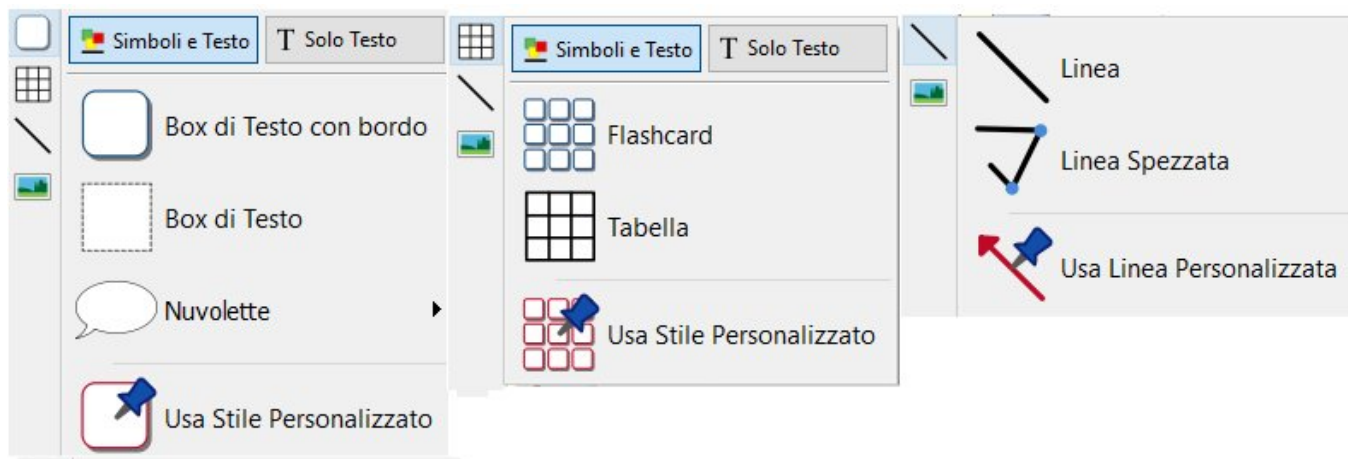 Simboli e Testo
T Solo Testo
Box di Testo con bordo
Box di Testo
Nuvolette
Usa Stile Personalizzato
Simboli e Testo
T Solo Testo
Flashcard
Tabella
Usa Stile Personalizzato
Linea
Linea Spezzata
Usa Linea Personalizzata